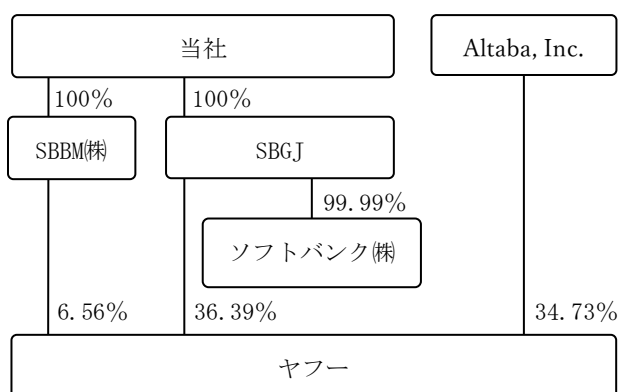 当社
Altaba, Inc.
100%
100%
SBBM㈱
SBGJ
99.99%
ソフトバンク㈱
6.56%
36.39%
34.73%
ヤフー